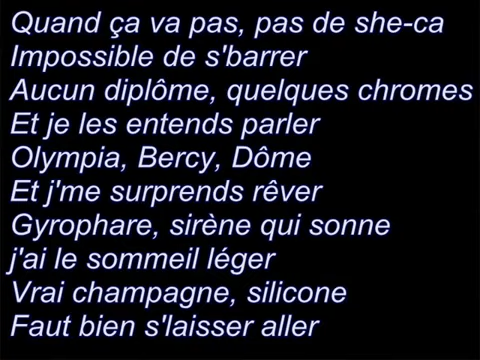 Quand ça va pas, pas de she-ca
Impossible de s'barrer
Aucun diplôme, quelques chromes
Et je les entends parler
Olympia, Bercy, Dôme
Et j'me surprends rêver
Gyrophare, sirène qui sonne
j'ai le sommeil léger
Vrai champagne, silicone
Faut bien s'laisser aller